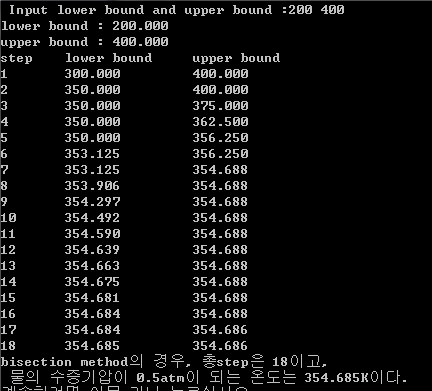 Input lower bound and upper bound :200 400
lower bound : 200.000
upper bound : 400.000
step lower bound upper bound
1 300.000 400.000
2 350.000 400.000
3 350.000 375.000
4 350.000 362.500
5 350.000 356.250
6 353.125 356.250
7 353.125 354.688
8 353.906 354.688
9 354.297 354.688
10 354.492 354.688
11 354.590 354.688
12 354.639 354.688
13 354.663 354.688
14 354.675 354.688
15 354.681 354.688
16 354.684 354.688
17 354.684 354.686
18 354.685 354.686
bisection method의 경우, 총step은 18이고,
물의 수증기압이 0.5atm이 되는 온도는 354.685K이다.